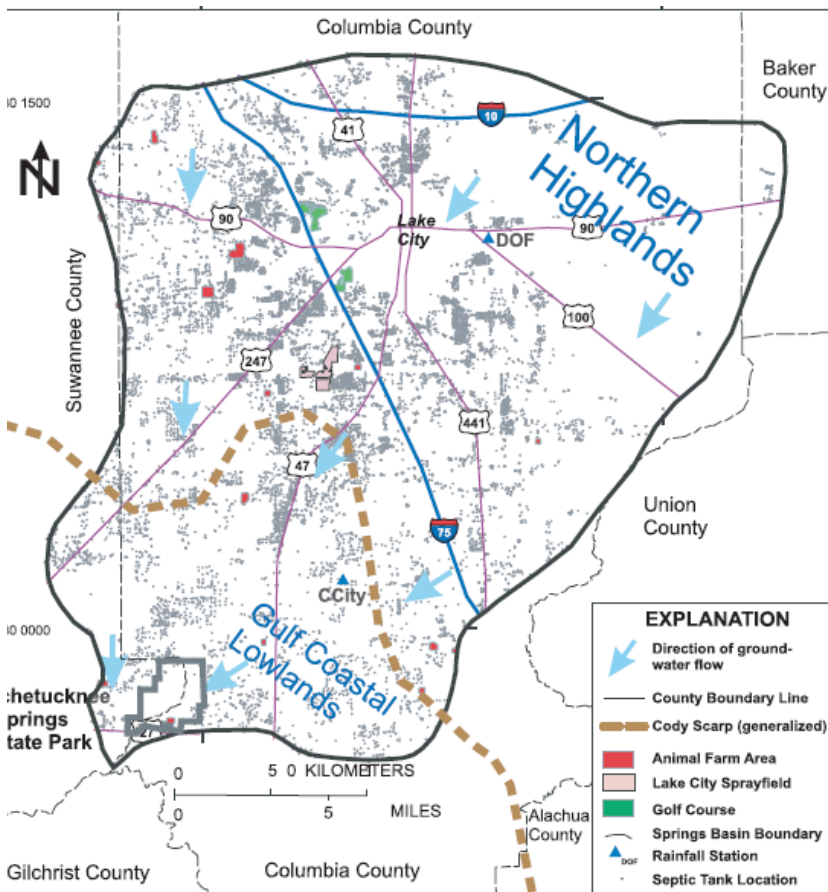 Columbia County
Baker
County
30 1500
N
10
41
Northern
Highlands
90
Lake
City
90
DOF
100
Suwannee County
247
441
47
Union
County
75
CCity
Gulf Coastal
Lowlands
0 0000
chetucknee
prings
tate Park
27
0 5 0 KILOMETERS
0 5 MILES
Alachua
County
Gilchrist County
Columbia County
EXPLANATION
Direction of ground-
water flow
County Boundary Line
Cody Scarp (generalized)
Animal Farm Area
Lake City Sprayfield
Golf Course
Springs Basin Boundary
DOF
Rainfall Station
Septic Tank Location